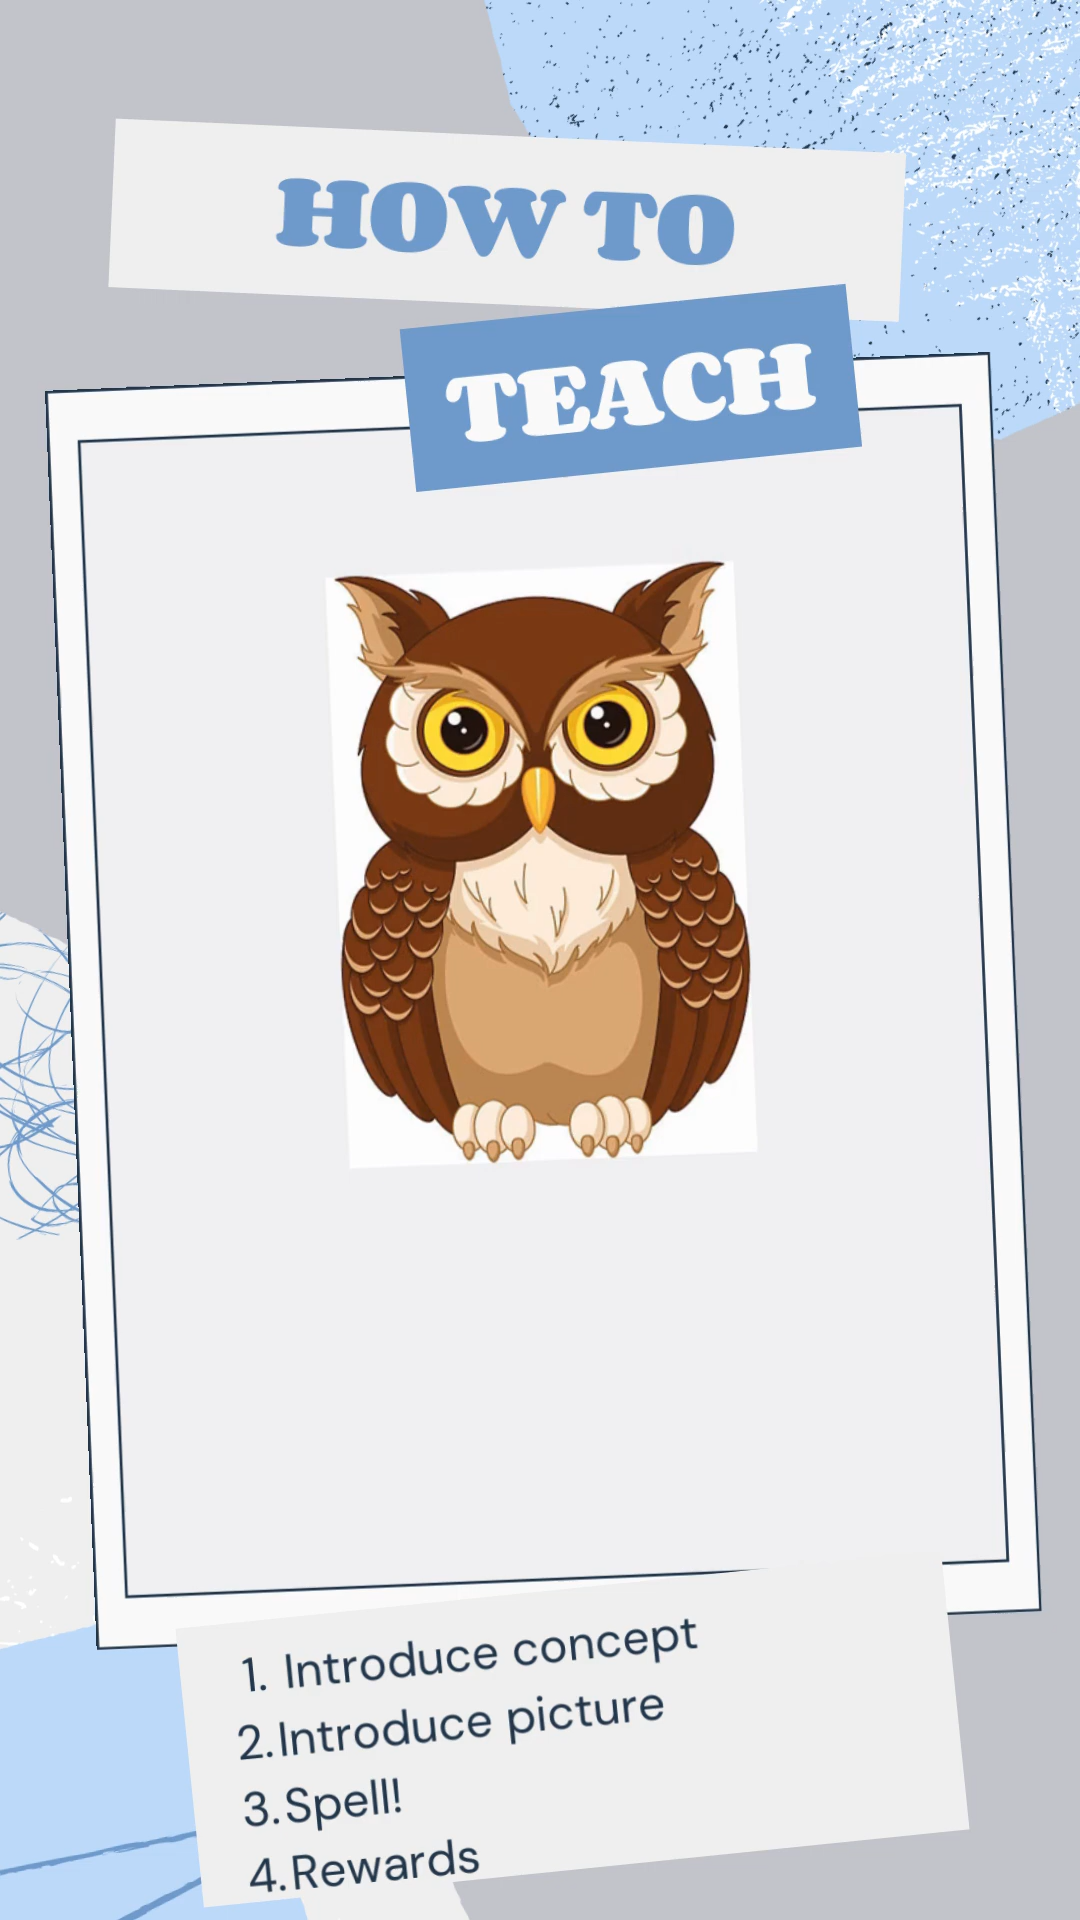 HOW TO
TEACH
1. Introduce concept
2. Introduce picture
3. Spell!
4. Rewards